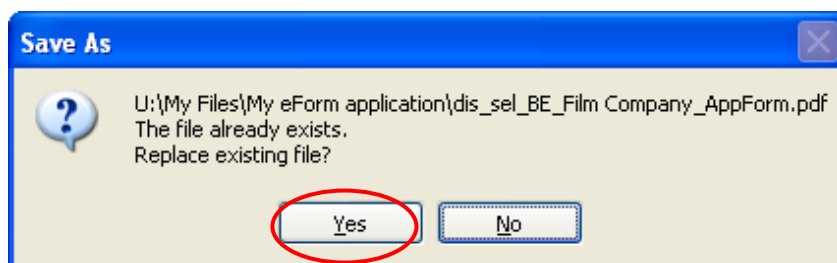 Save As
U:\My Files\My eForm application\dis_sel_BE_Film Company_AppForm.pdf
The file already exists.
Replace existing file?
Yes
No